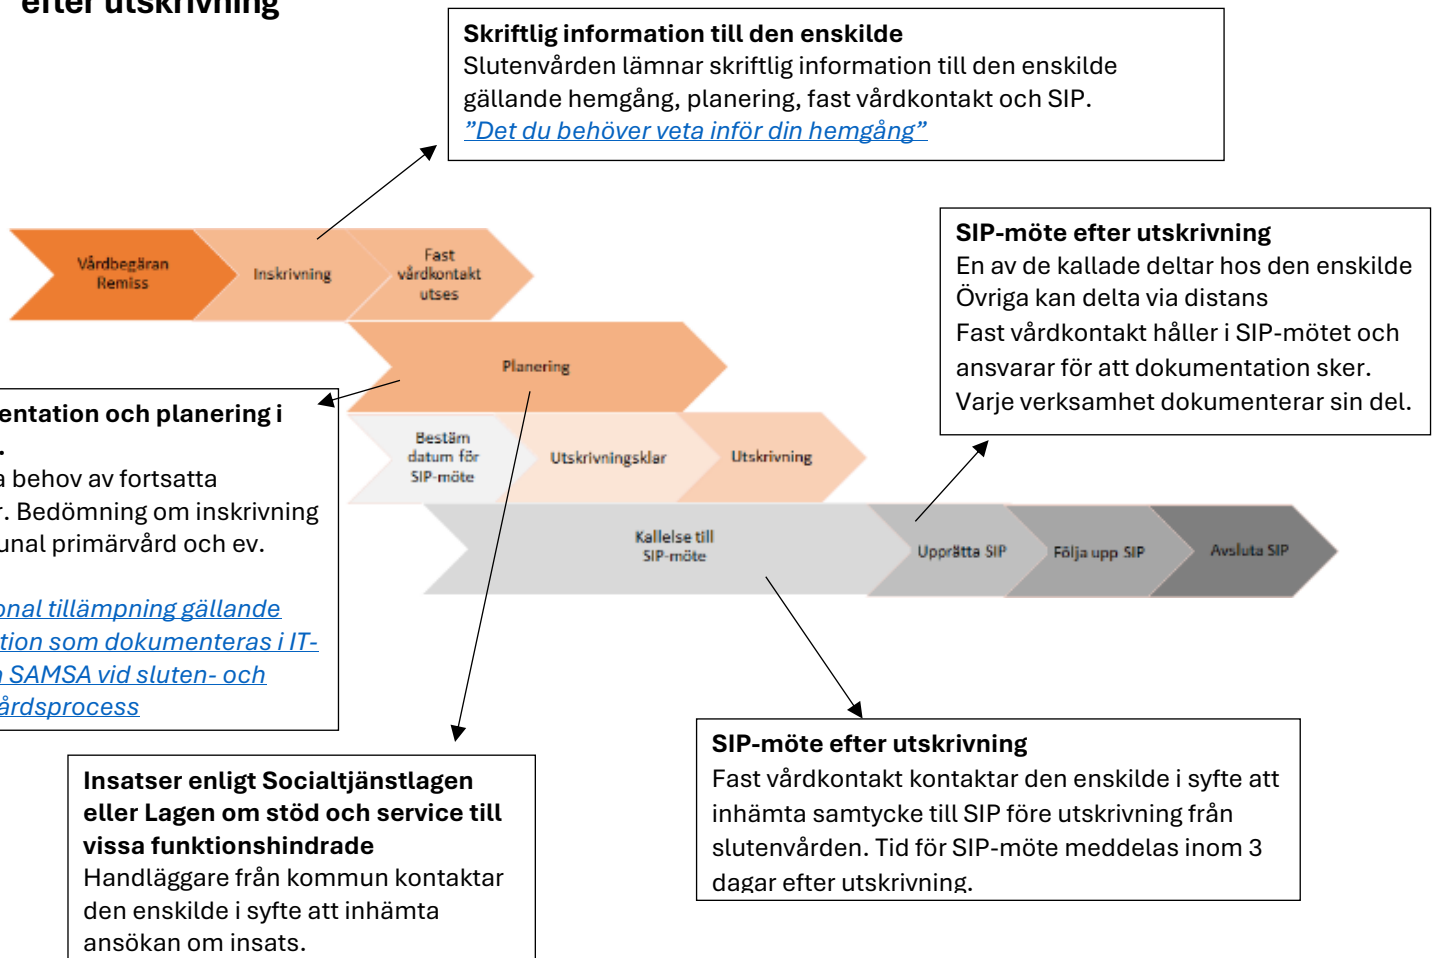 efter utskrivning
Skriftlig information till den enskilde
Slutenvården lämnar skriftlig information till den enskilde
gällande hemgång, planering, fast vårdkontakt och SIP.
”Det du behöver veta inför din hemgång”
Vårdbegäran
Remiss
Inskrivning
Fast
vårdkontakt
utses
SIP-möte efter utskrivning
En av de kallade deltar hos den enskilde
Övriga kan delta via distans
Fast vårdkontakt håller i SIP-mötet och
ansvarar för att dokumentation sker.
Varje verksamhet dokumenterar sin del.
Planering
entation och planering i
.
a behov av fortsatta
r. Bedömning om inskrivning
unal primärvård och ev.
onal tillämpning gällande
tion som dokumenteras i IT-
n SAMSA vid sluten- och
årdsprocess
Bestäm
datum för
SIP-möte
Utskrivningsklar
Utskrivning
Kallelse till
SIP-möte
Upprätta SIP
Följa upp SIP
Avsluta SIP
Insatser enligt Socialtjänstlagen
eller Lagen om stöd och service till
vissa funktionshindrade
Handläggare från kommun kontaktar
den enskilde i syfte att inhämta
ansökan om insats.
SIP-möte efter utskrivning
Fast vårdkontakt kontaktar den enskilde i syfte att
inhämta samtycke till SIP före utskrivning från
slutenvården. Tid för SIP-möte meddelas inom 3
dagar efter utskrivning.